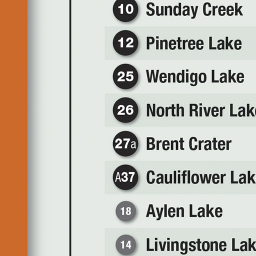 10 Sunday Creek
12 Pinetree Lake
25 Wendigo Lake
26 North River Lake
27a Brent Crater
A37 Cauliflower Lak
18 Aylen Lake
14 Livingstone Lak